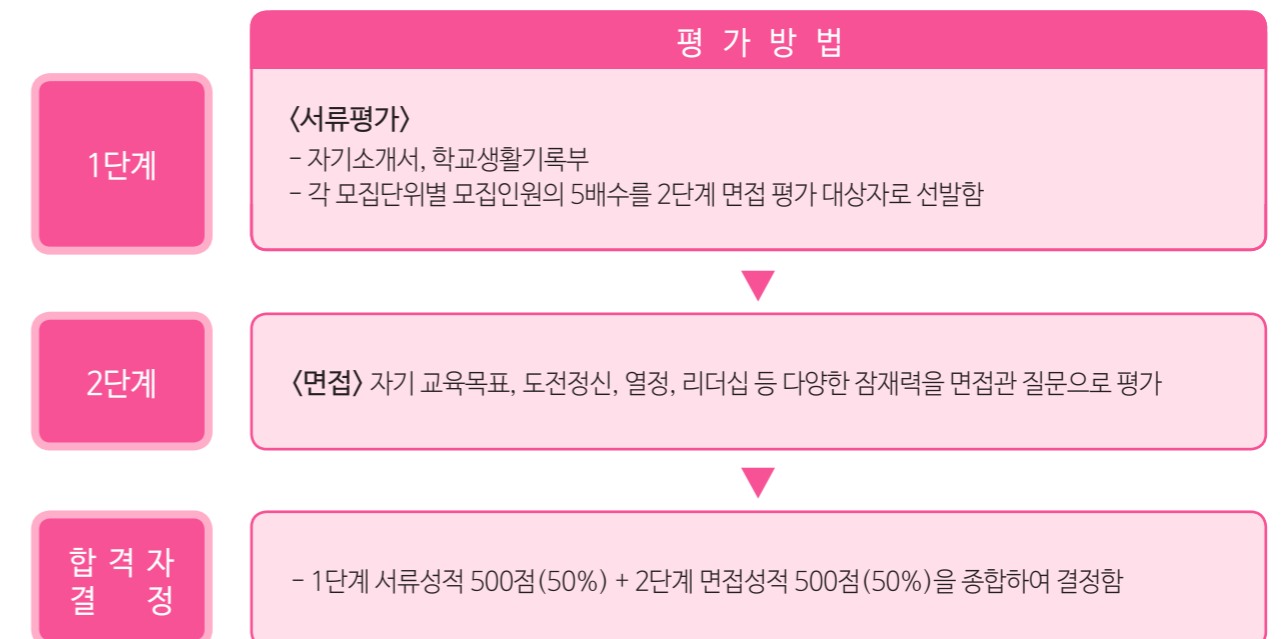 평 가 방 법
1단계
〈서류평가〉
- 자기소개서, 학교생활기록부
- 각 모집단위별 모집인원의 5배수를 2단계 면접 평가 대상자로 선발함
2단계
〈면접〉 자기 교육목표, 도전정신, 열정, 리더십 등 다양한 잠재력을 면접관 질문으로 평가
합 격 자
결 정
- 1단계 서류성적 500점(50%) + 2단계 면접성적 500점(50%)을 종합하여 결정함